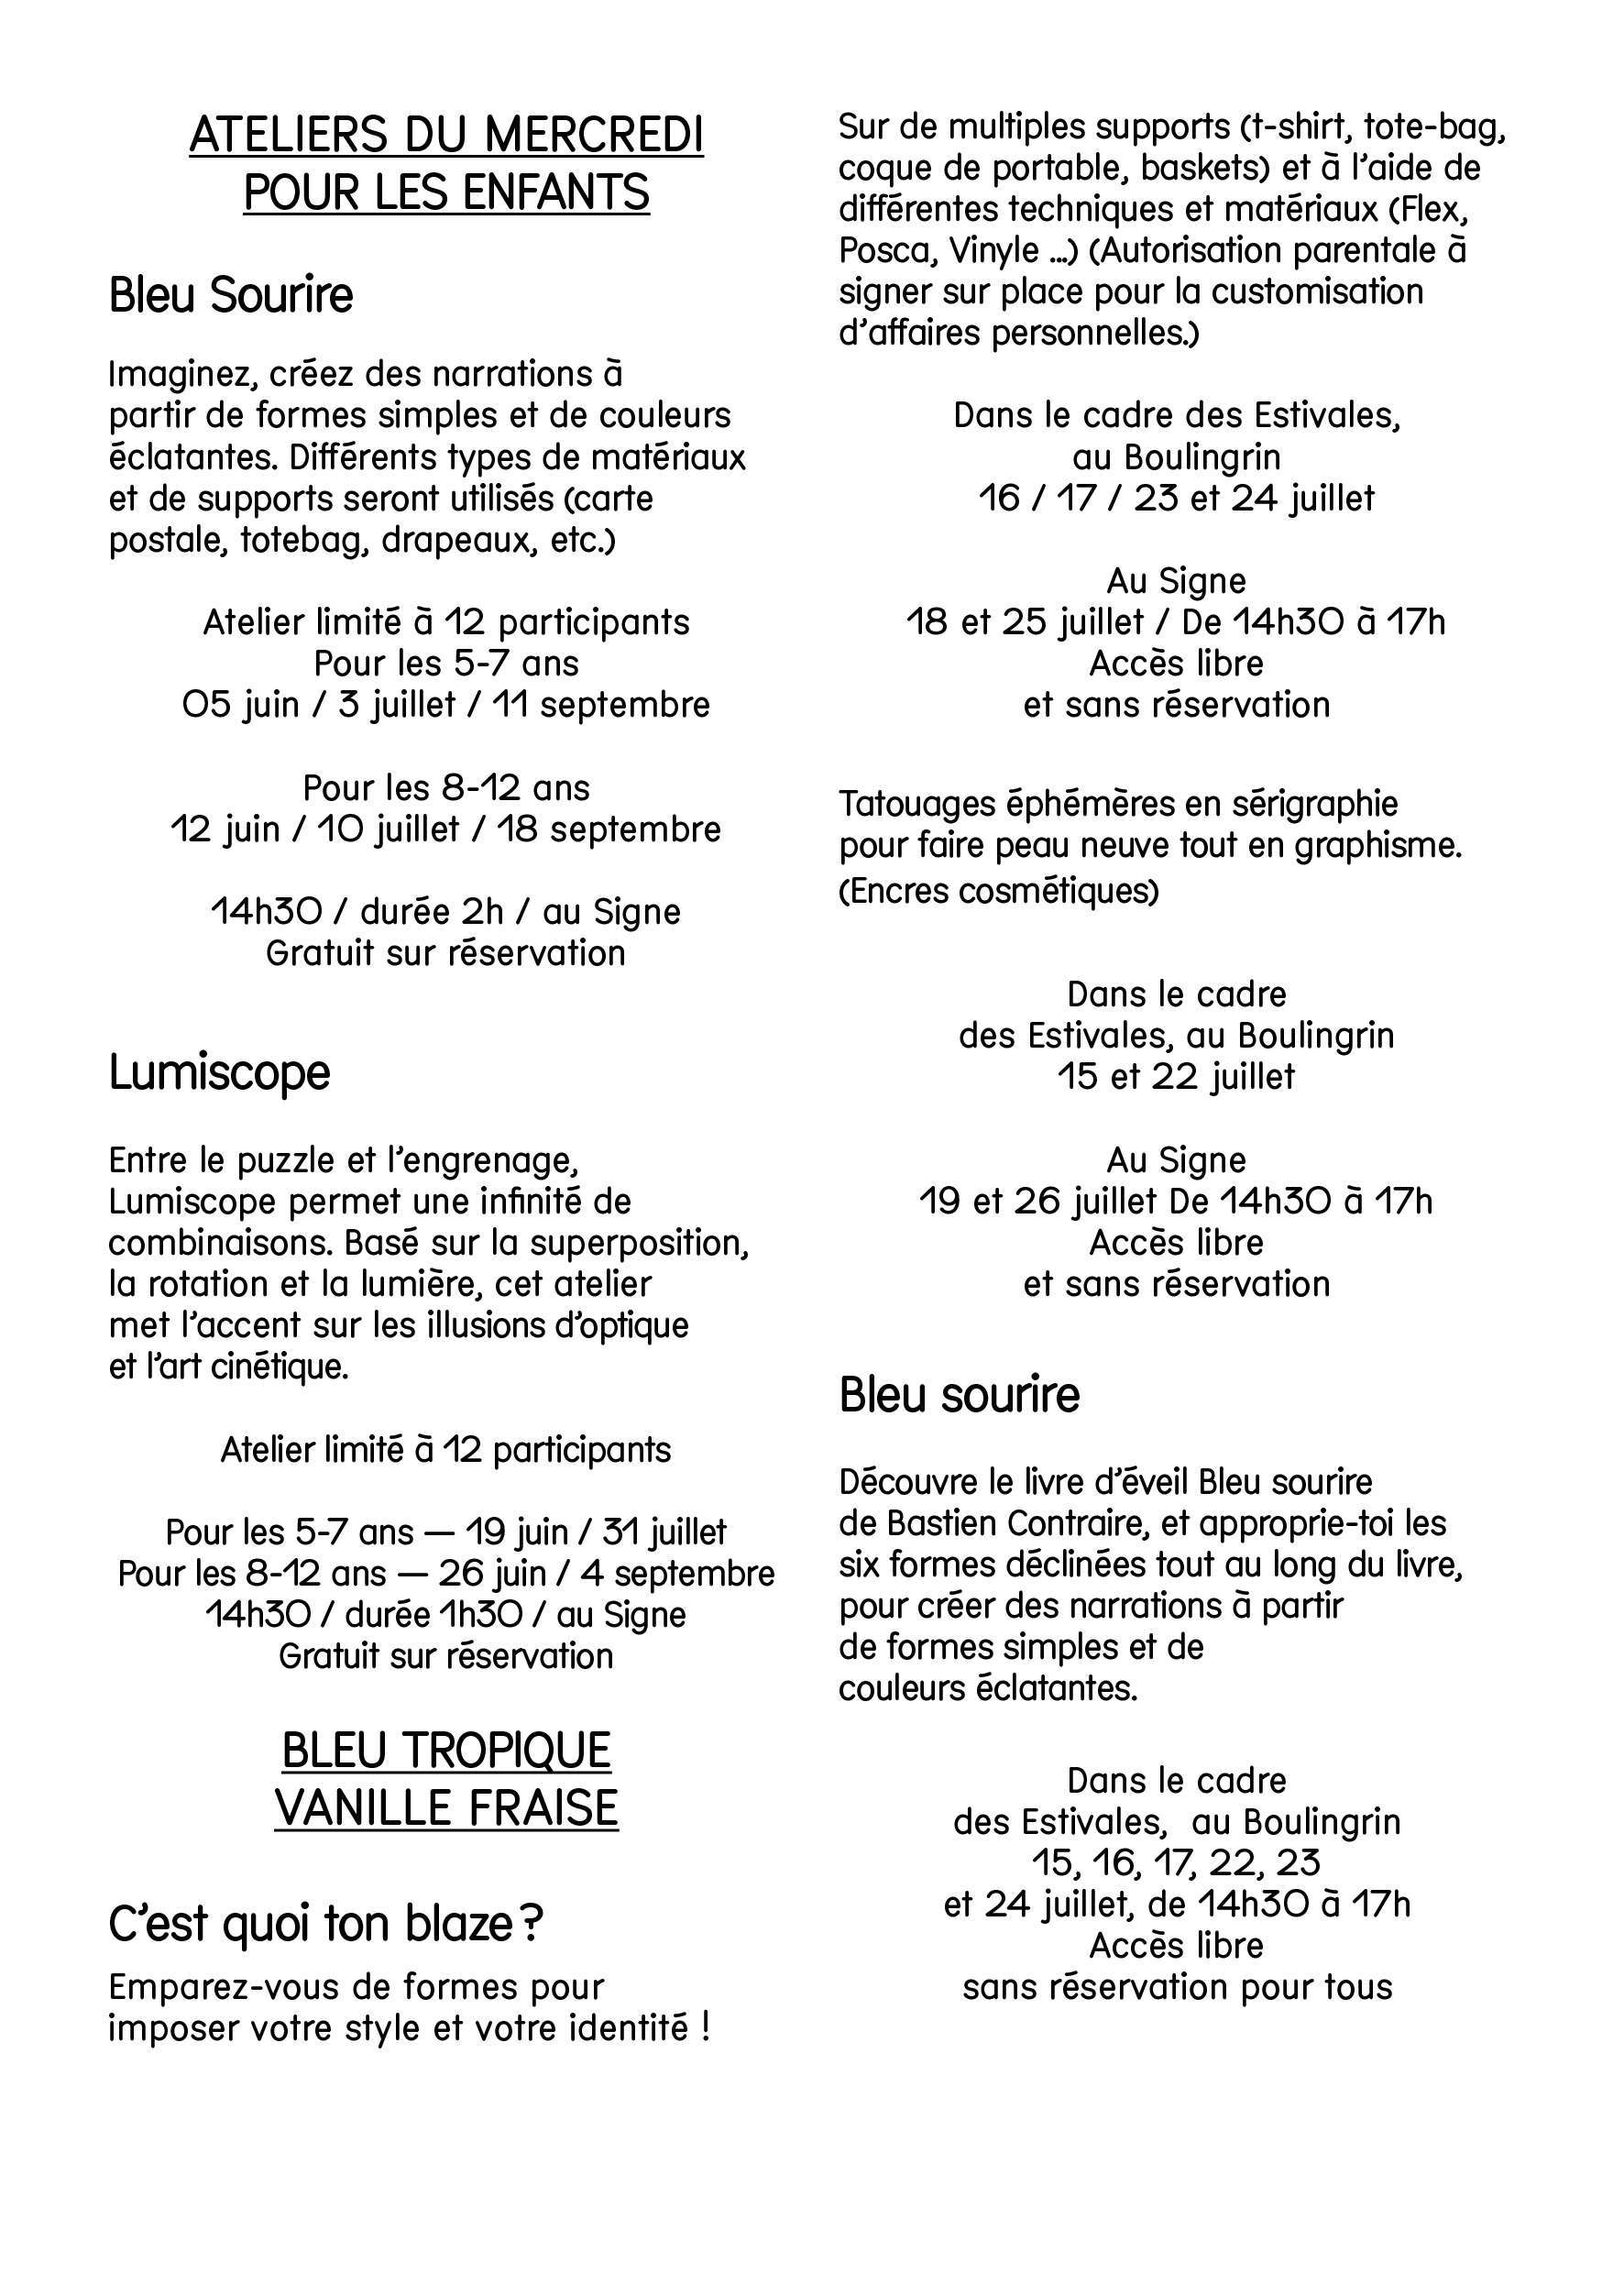 ATELIERS DU MERCREDI
POUR LES ENFANTS
Bleu Sourire
Imaginez, créez des narrations à
partir de formes simples et de couleurs
éclatantes. Différents types de matériaux
et de supports seront utilisés (carte
postale, totebag, drapeaux, etc.)
Atelier limité à 12 participants
Pour les 5-7 ans
05 juin / 3 juillet / 11 septembre
Pour les 8-12 ans
12 juin / 10 juillet / 18 septembre
14h30 / durée 2h / au Signe
Gratuit sur réservation
Lumiscope
Entre le puzzle et l’engrenage,
Lumiscope permet une infinité de
combinaisons. Basé sur la superposition,
la rotation et la lumière, cet atelier
met l’accent sur les illusions d’optique
et l’art cinétique.
Atelier limité à 12 participants
Pour les 5-7 ans — 19 juin / 31 juillet
Pour les 8-12 ans — 26 juin / 4 septembre
14h30 / durée 1h30 / au Signe
Gratuit sur réservation
BLEU TROPIQUE
VANILLE FRAISE
C’est quoi ton blaze ?
Emparez-vous de formes pour
imposer votre style et votre identité !
Sur de multiples supports (t-shirt, tote-bag,
coque de portable, baskets) et à l’aide de
différentes techniques et matériaux (Flex,
Posca, Vinyle ...) (Autorisation parentale à
signer sur place pour la customisation
d’affaires personnelles.)
Dans le cadre des Estivales,
au Boulingrin
16 / 17 / 23 et 24 juillet
Au Signe
18 et 25 juillet / De 14h30 à 17h
Accès libre
et sans réservation
Tatouages éphémères en sérigraphie
pour faire peau neuve tout en graphisme.
(Encres cosmétiques)
Dans le cadre
des Estivales, au Boulingrin
15 et 22 juillet
Au Signe
19 et 26 juillet De 14h30 à 17h
Accès libre
et sans réservation
Bleu sourire
Découvre le livre d’éveil Bleu sourire
de Bastien Contraire, et approprie-toi les
six formes déclinées tout au long du livre,
pour créer des narrations à partir
de formes simples et de
couleurs éclatantes.
Dans le cadre
des Estivales,  au Boulingrin
15, 16, 17, 22, 23
et 24 juillet, de 14h30 à 17h
Accès libre
sans réservation pour tous